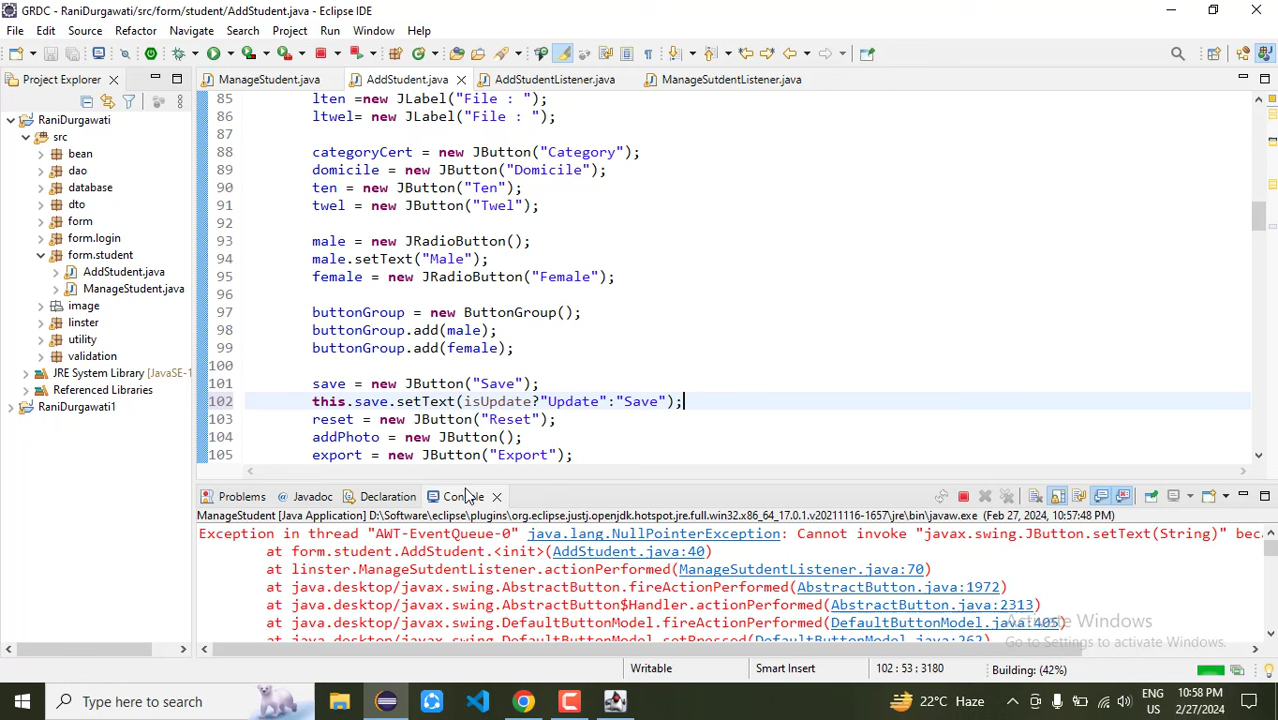 GRDC - RaniDurgawati/src/form/student/AddStudent.java - Eclipse IDE
File Edit Source Refactor Navigate Search Project Run Window Help
Project Explorer
ManageStudent.java AddStudent.java AddStudentListener.java ManageSutdentListener.java
RaniDurgawati
src
bean
dao
database
dto
form
form.login
form.student
AddStudent.java
ManageStudent.java
image
linster
utility
validation
JRE System Library [JavaSE-1
Referenced Libraries
RaniDurgawati1
85 lten =new JLabel("File : ");
86 ltwel= new JLabel("File : ");
87
88 categoryCert = new JButton("Category");
89 domicile = new JButton("Domicile");
90 ten = new JButton("Ten");
91 twel = new JButton("Twel");
92
93 male = new JRadioButton();
94 male.setText("Male");
95 female = new JRadioButton("Female");
96
97 buttonGroup = new ButtonGroup();
98 buttonGroup.add(male);
99 buttonGroup.add(female);
100
101 save = new JButton("Save");
102 this.save.setText(isUpdate?"Update":"Save");
103 reset = new JButton("Reset");
104 addPhoto = new JButton();
105 export = new JButton("Export");
Problems Javadoc Declaration Console
ManageStudent [Java Application] D:\Software\eclipse\plugins\org.eclipse.justj.openjdk.hotspot.jre.full.win32.x86_64_17.0.1.v20211116-1657\jre\bin\javaw.exe (Feb 27, 2024, 10:57:48 PM)
Exception in thread "AWT-EventQueue-0" java.lang.NullPointerException: Cannot invoke "javax.swing.JButton.setText(String)" beca
at form.student.AddStudent.<init>(AddStudent.java:40)
at linster.ManageSutdentListener.actionPerformed(ManageSutdentListener.java:70)
at java.desktop/javax.swing.AbstractButton.fireActionPerformed(AbstractButton.java:1972)
at java.desktop/javax.swing.AbstractButton$Handler.actionPerformed(AbstractButton.java:2313)
at java.desktop/javax.swing.DefaultButtonModel.fireActionPerformed(DefaultButtonModel.java:405)
at java.desktop/javax.swing.DefaultButtonModel.setPressed(DefaultButtonModel.java:262)
Activate Windows
Go to Settings to activate Windows.
Writable Smart Insert 102 : 53 : 3180 Building: (42%)
Type here to search
22°C Haze
ENG
US
10:58 PM
2/27/2024